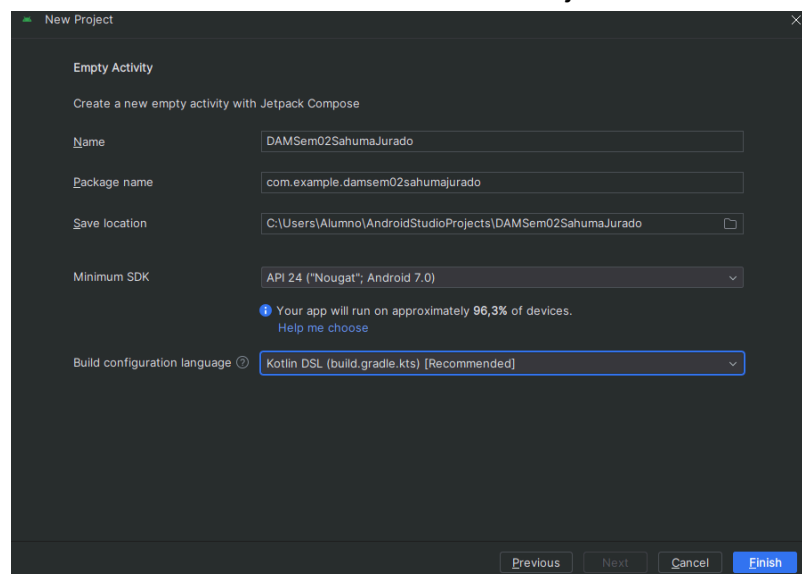 New Project
Empty Activity
Create a new empty activity with Jetpack Compose
Name DAMSem02SahumaJurado
Package name com.example.damsem02sahumajurado
Save location C:\Users\Alumno\AndroidStudioProjects\DAMSem02SahumaJurado
Minimum SDK API 24 ("Nougat"; Android 7.0)
Your app will run on approximately 96,3% of devices.
Help me choose
Build configuration language Kotlin DSL (build.gradle.kts) [Recommended]
Previous Next Cancel Finish